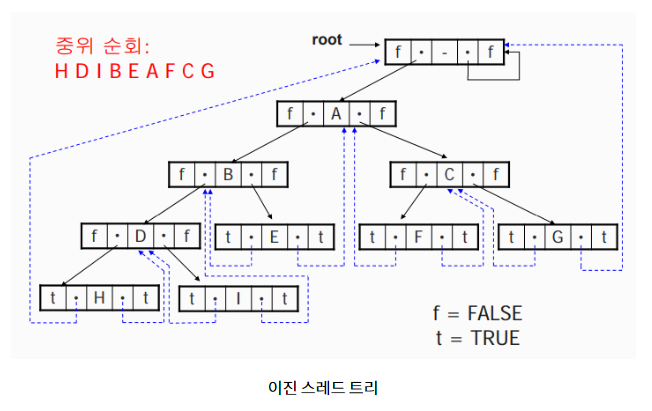 중위 순회:
H D I B E A F C G
root
f • - • f
f • A • f
f • B • f
f • C • f
f • D • f
t • E • t
t • F • t
t • G • t
t • H • t
t • I • t
f = FALSE
t = TRUE
이진 스레드 트리